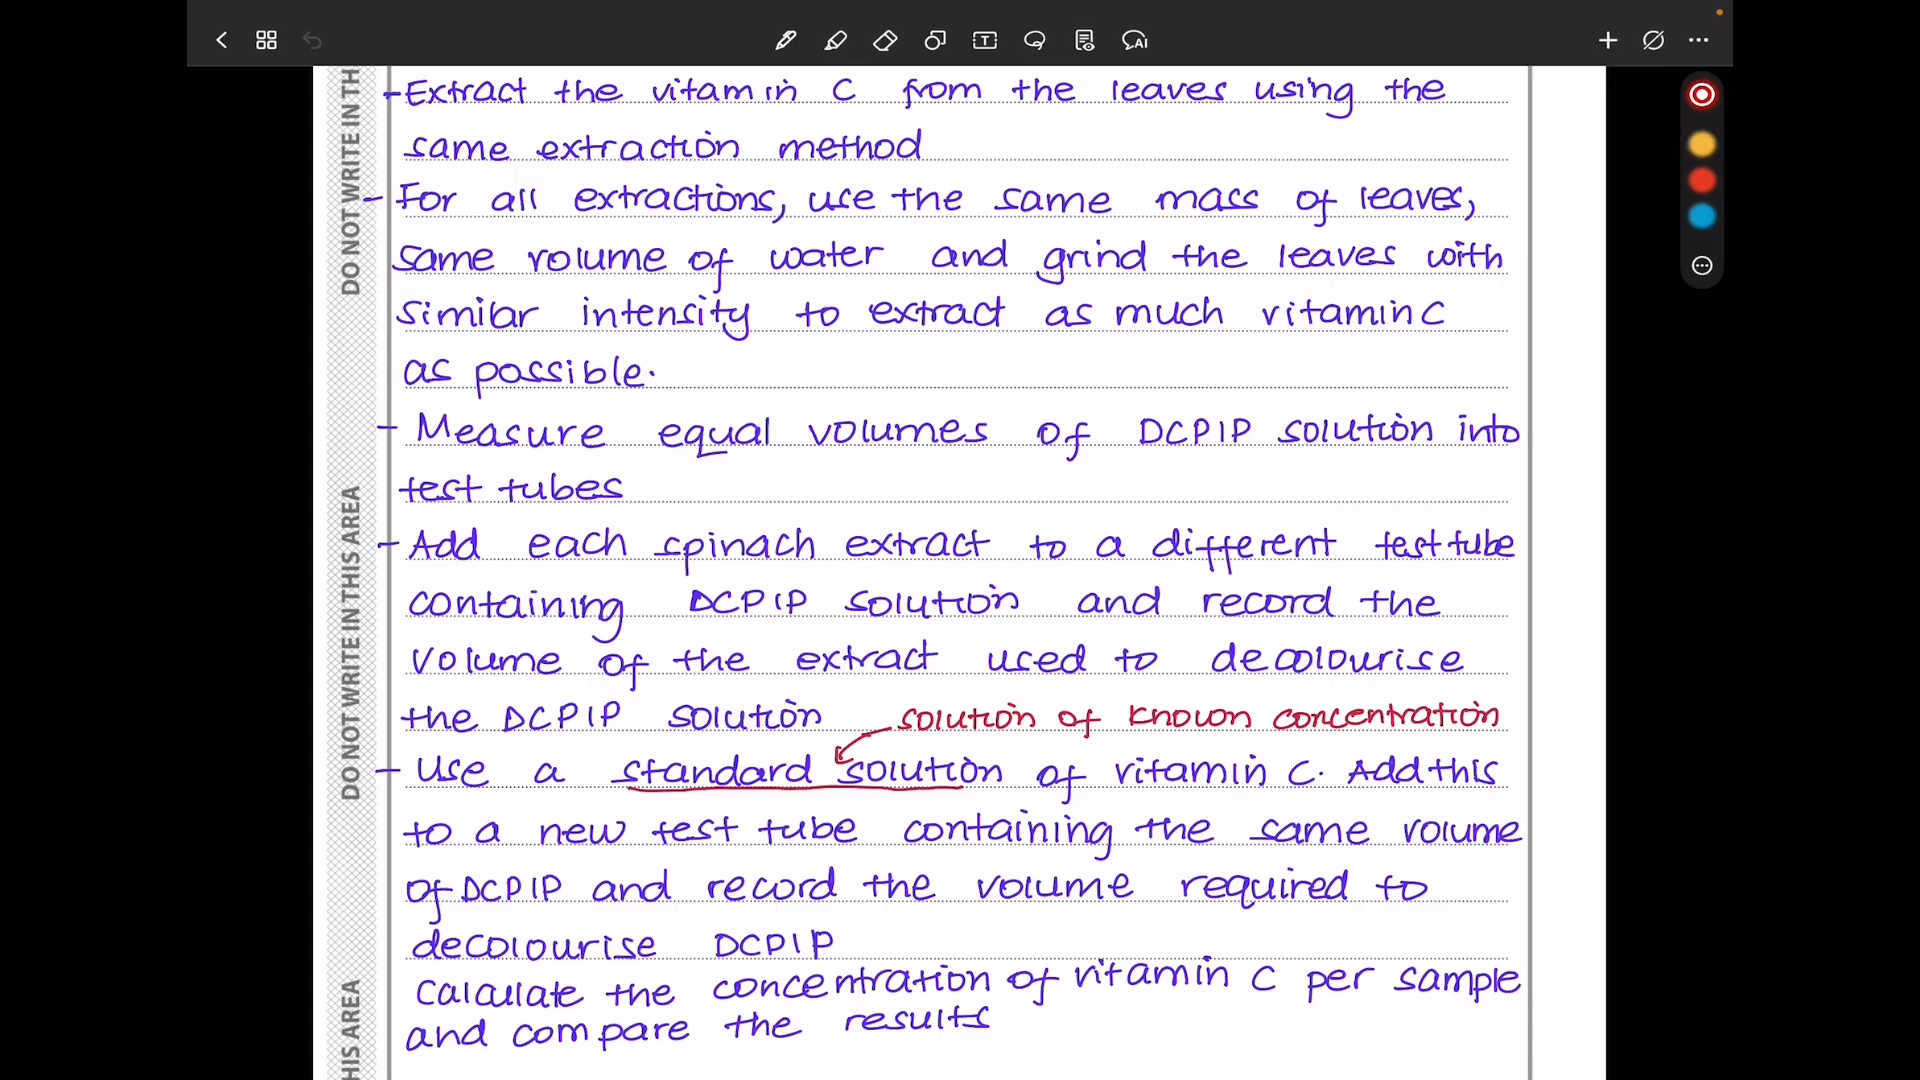 DO NOT WRITE IN TH
-Extract the vitamin C from the leaves using the
same extraction method
- For all extractions, use the same mass of leaves,
same volume of water and grind the leaves with
similar intensity to extract as much vitamin C
as possible.
- Measure equal volumes of DCPIP solution into
test tubes
- Add each spinach extract to a different test tube
containing DCPIP solution and record the
volume of the extract used to decolourise
the DCPIP solution
solution of known concentration
- Use a standard solution of vitamin C. Add this
to a new test tube containing the same volume
of DCPIP and record the volume required to
decolourise DCPIP
calculate the concentration of vitamin C per sample
and compare the results
DO NOT WRITE IN THIS AREA
HIS AREA
T
AI